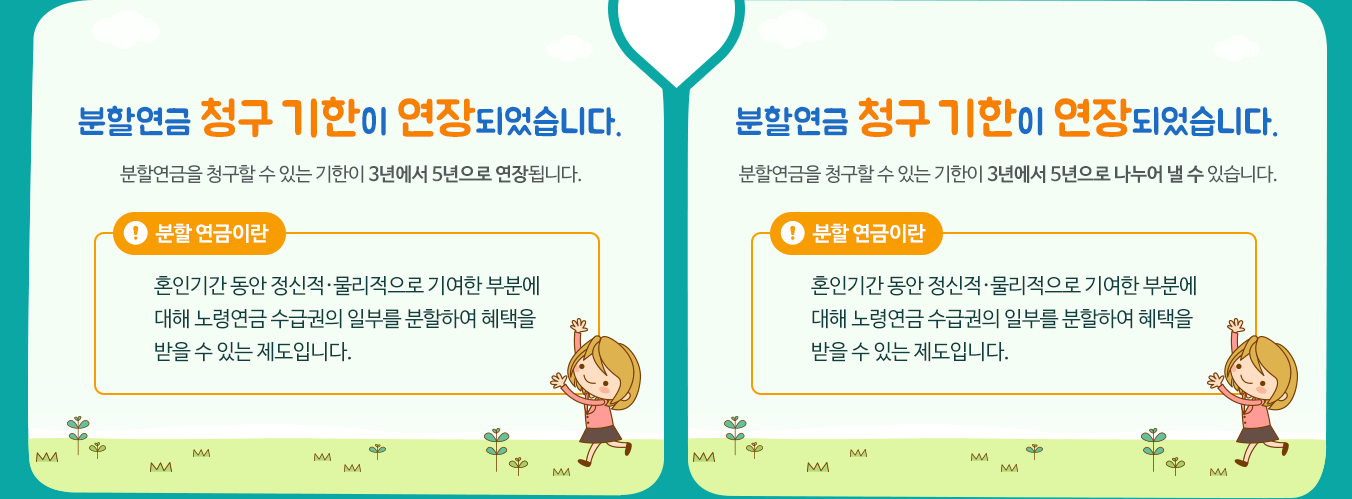 분할연금 청구 기한이 연장되었습니다.
분할연금을 청구할 수 있는 기한이 3년에서 5년으로 연장됩니다.
분할 연금이란
혼인기간 동안 정신적·물리적으로 기여한 부분에
대해 노령연금 수급권의 일부를 분할하여 혜택을
받을 수 있는 제도입니다.
분할연금 청구 기한이 연장되었습니다.
분할연금을 청구할 수 있는 기한이 3년에서 5년으로 나누어 낼 수 있습니다.
분할 연금이란
혼인기간 동안 정신적·물리적으로 기여한 부분에
대해 노령연금 수급권의 일부를 분할하여 혜택을
받을 수 있는 제도입니다.